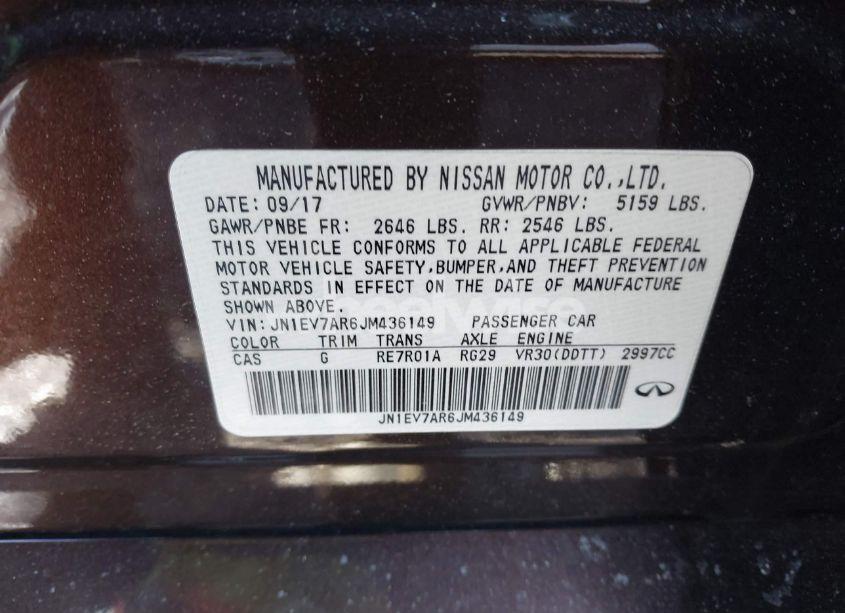 MANUFACTURED BY NISSAN MOTOR CO.,LTD.
DATE: 09/17 GVWR/PNBV: 5159 LBS.
GAWR/PNBE FR: 2646 LBS. RR: 2546 LBS.
THIS VEHICLE CONFORMS TO ALL APPLICABLE FEDERAL
MOTOR VEHICLE SAFETY,BUMPER,AND THEFT PREVENTION
STANDARDS IN EFFECT ON THE DATE OF MANUFACTURE
SHOWN ABOVE.
VIN:JN1EV7AR6JM436149 PASSENGER CAR
COLOR TRIM TRANS AXLE ENGINE
CAS G RE7R01A RG29 VR30(DDTT) 2997CC
JN1EV7AR6JM436149